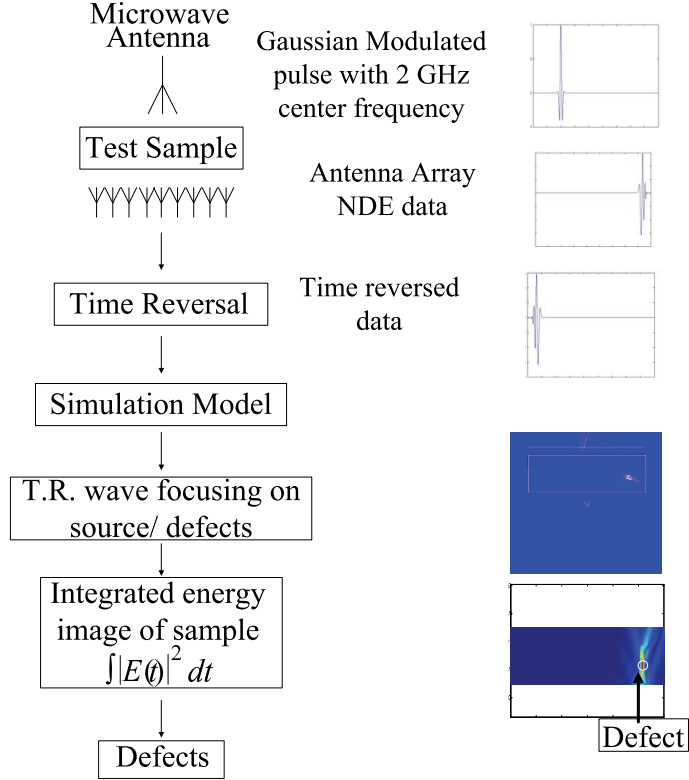 Microwave
Antenna
Gaussian Modulated
pulse with 2 GHz
center frequency
Test Sample
Antenna Array
NDE data
Time Reversal
Time reversed
data
Simulation Model
T.R. wave focusing on
source/ defects
Integrated energy
image of sample
∫|E(t)|² dt
Defect
Defects